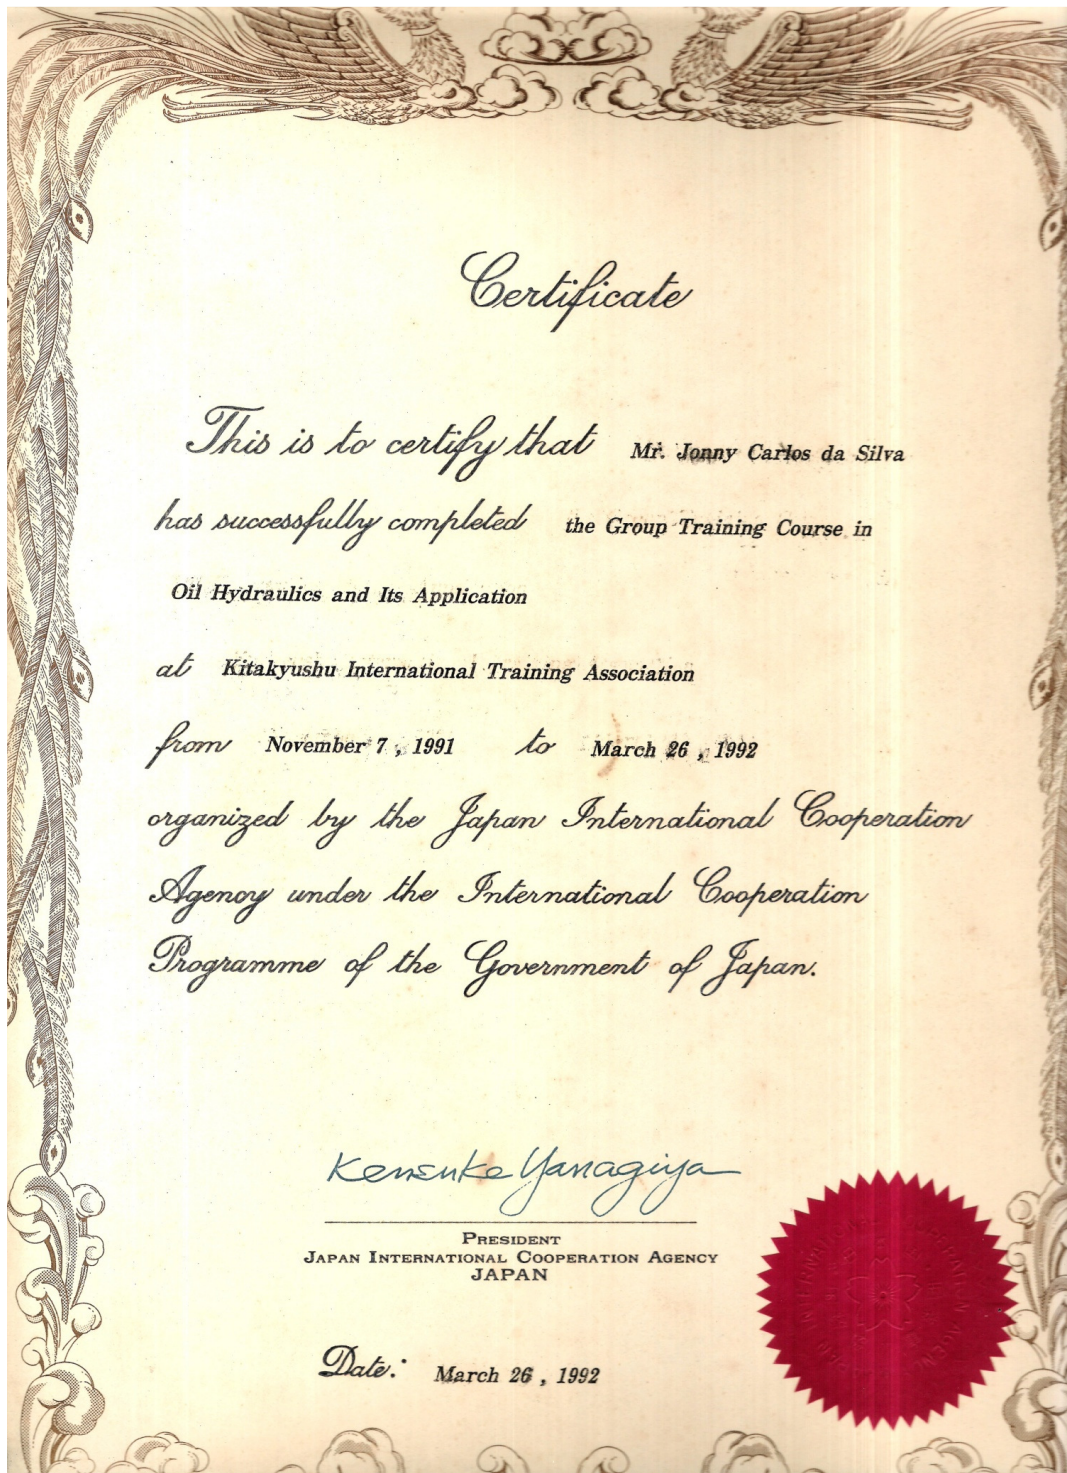 Certificate
This is to certify that Mr. Jonny Carlos da Silva
has successfully completed the Group Training Course in
Oil Hydraulics and Its Application
at Kitakyushu International Training Association
from November 7, 1991 to March 26, 1992
organized by the Japan International Cooperation
Agency under the International Cooperation
Programme of the Government of Japan.
Kensuke Yanagiya
PRESIDENT
JAPAN INTERNATIONAL COOPERATION AGENCY
JAPAN
Date: March 26, 1992